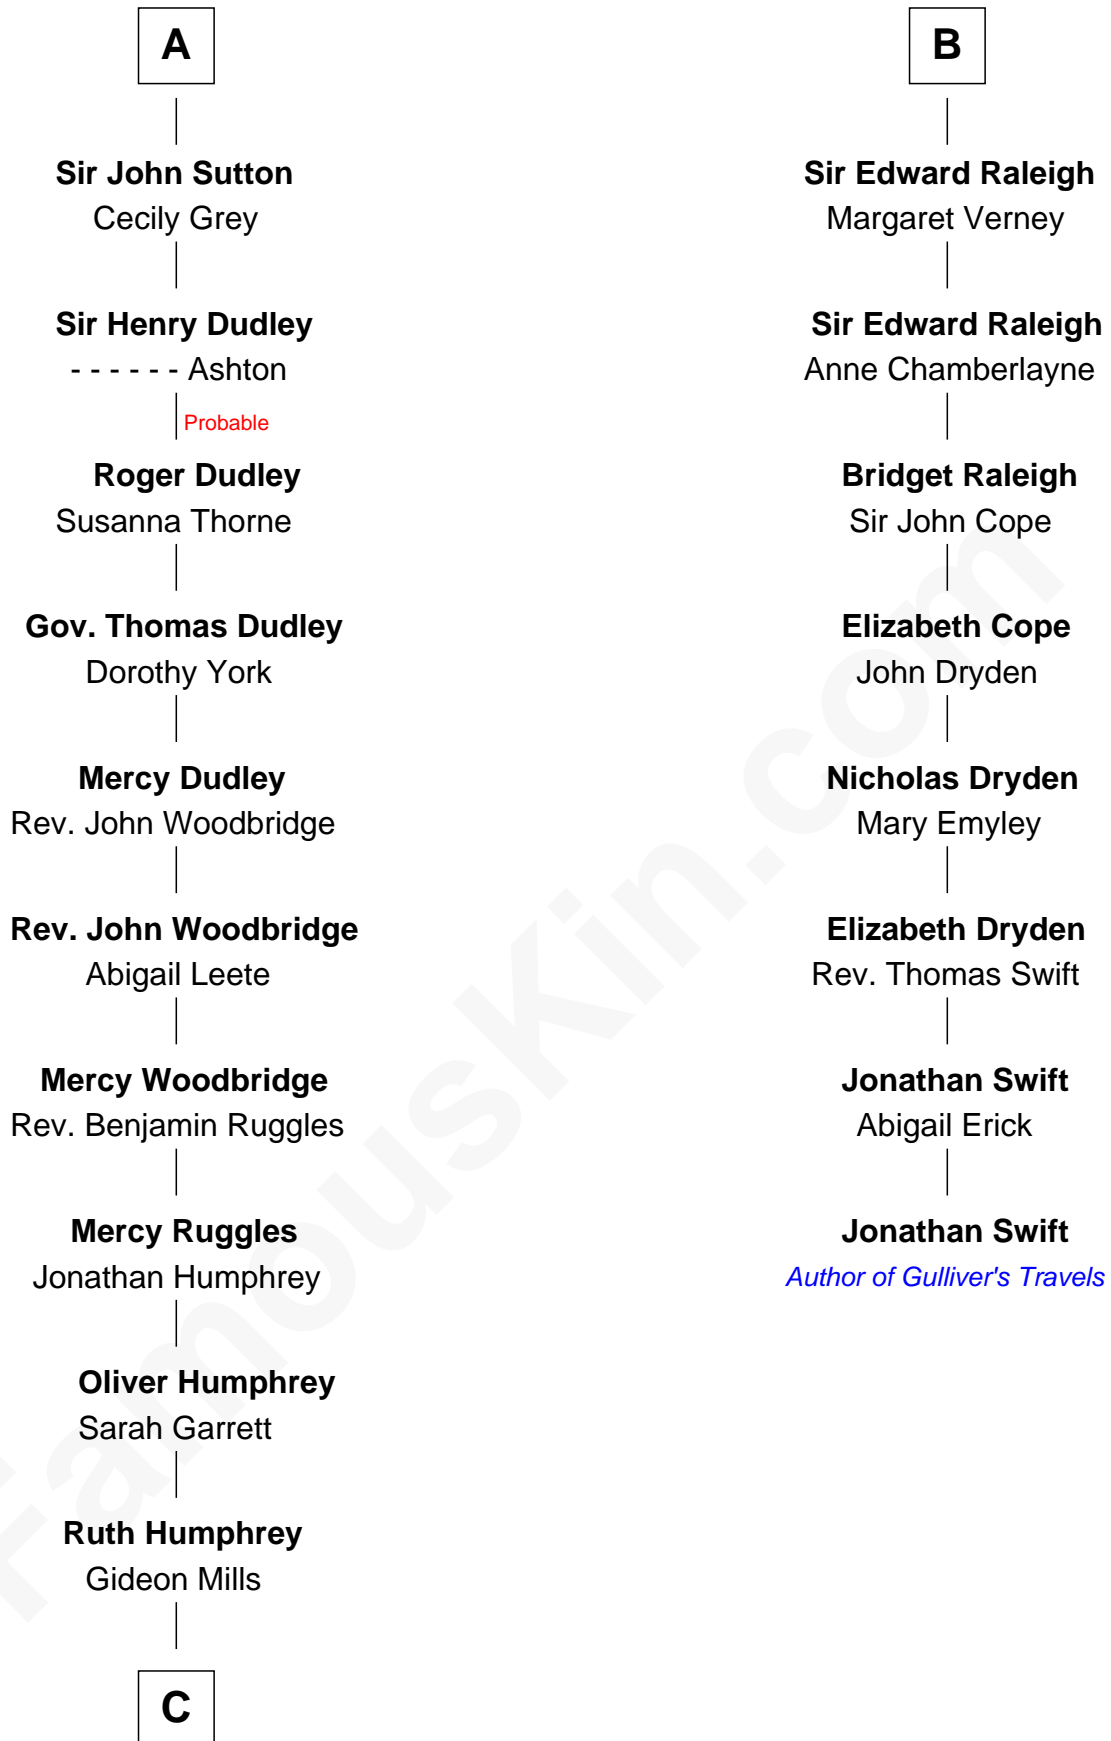 A
Sir John Sutton
Cecily Grey
Sir Henry Dudley
- - - - - - Ashton
Probable
Roger Dudley
Susanna Thorne
Gov. Thomas Dudley
Dorothy York
Mercy Dudley
Rev. John Woodbridge
Rev. John Woodbridge
Abigail Leete
Mercy Woodbridge
Rev. Benjamin Ruggles
Mercy Ruggles
Jonathan Humphrey
Oliver Humphrey
Sarah Garrett
Ruth Humphrey
Gideon Mills
C
B
Sir Edward Raleigh
Margaret Verney
Sir Edward Raleigh
Anne Chamberlayne
Bridget Raleigh
Sir John Cope
Elizabeth Cope
John Dryden
Nicholas Dryden
Mary Emyley
Elizabeth Dryden
Rev. Thomas Swift
Jonathan Swift
Abigail Erick
Jonathan Swift
Author of Gulliver's Travels
FamousKin.com